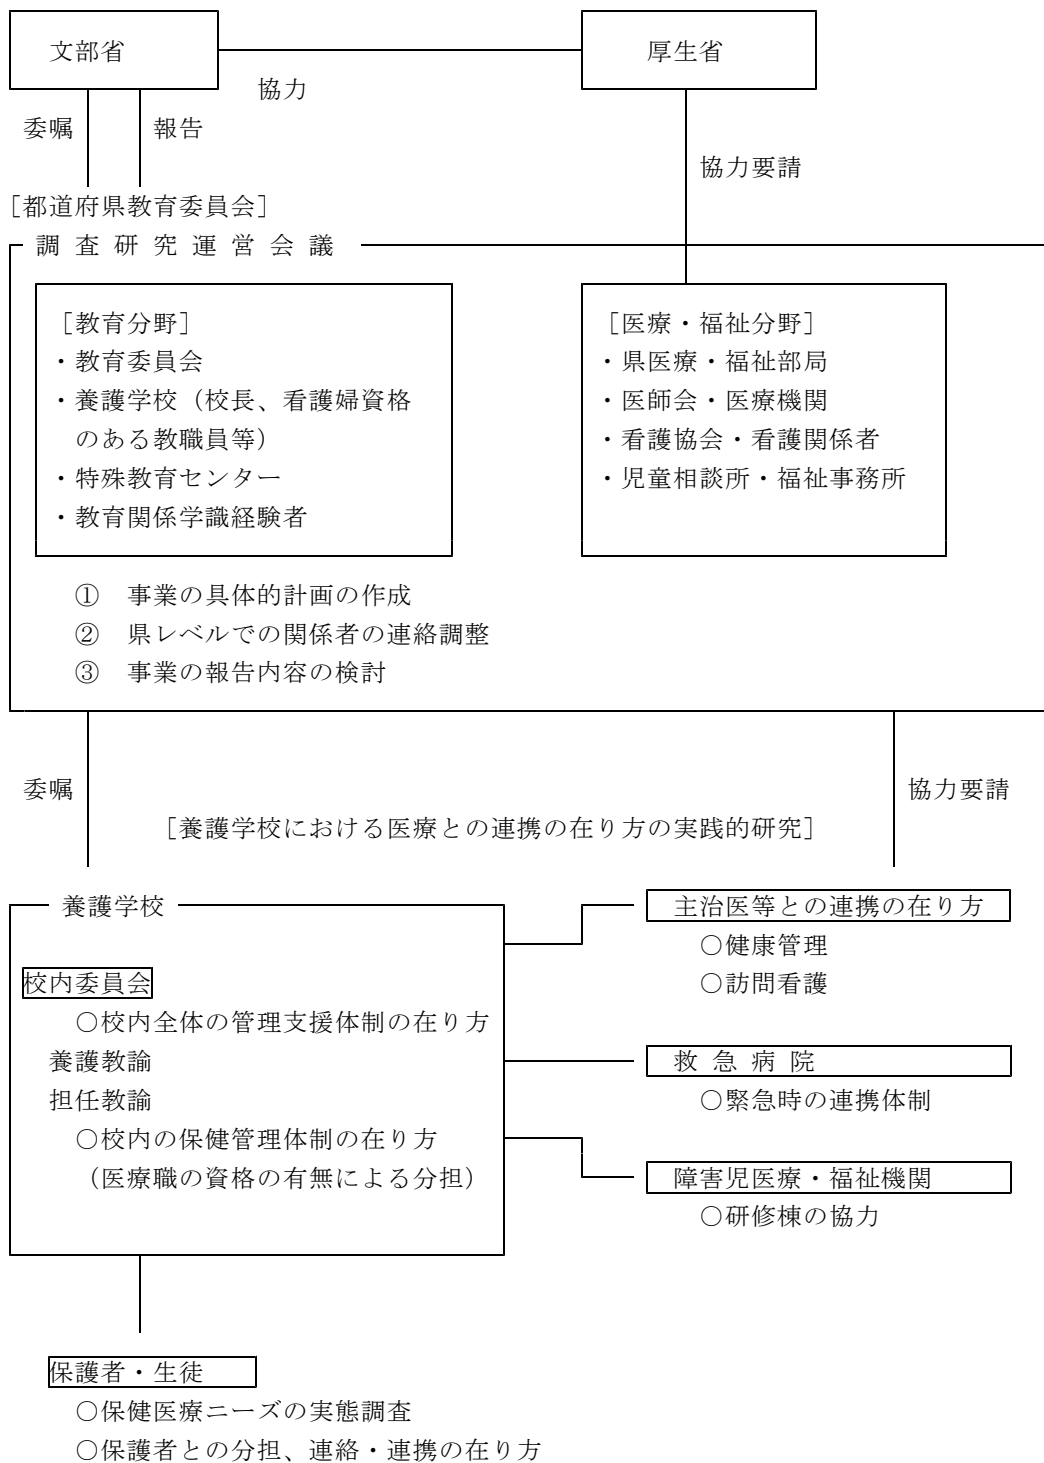 文部省
厚生省
協力
委嘱
報告
協力要請
［都道府県教育委員会］
調査研究運営会議
［教育分野］
・教育委員会
・養護学校（校長、看護婦資格
のある教職員等）
・特殊教育センター
・教育関係学識経験者
［医療・福祉分野］
・県医療・福祉部局
・医師会・医療機関
・看護協会・看護関係者
・児童相談所・福祉事務所
①　事業の具体的計画の作成
②　県レベルでの関係者の連絡調整
③　事業の報告内容の検討
委嘱
協力要請
［養護学校における医療との連携の在り方の実践的研究］
養護学校
校内委員会
○校内全体の管理支援体制の在り方
養護教諭
担任教諭
○校内の保健管理体制の在り方
（医療職の資格の有無による分担）
主治医等との連携の在り方
○健康管理
○訪問看護
救急病院
○緊急時の連携体制
障害児医療・福祉機関
○研修棟の協力
保護者・生徒
○保健医療ニーズの実態調査
○保護者との分担、連絡・連携の在り方